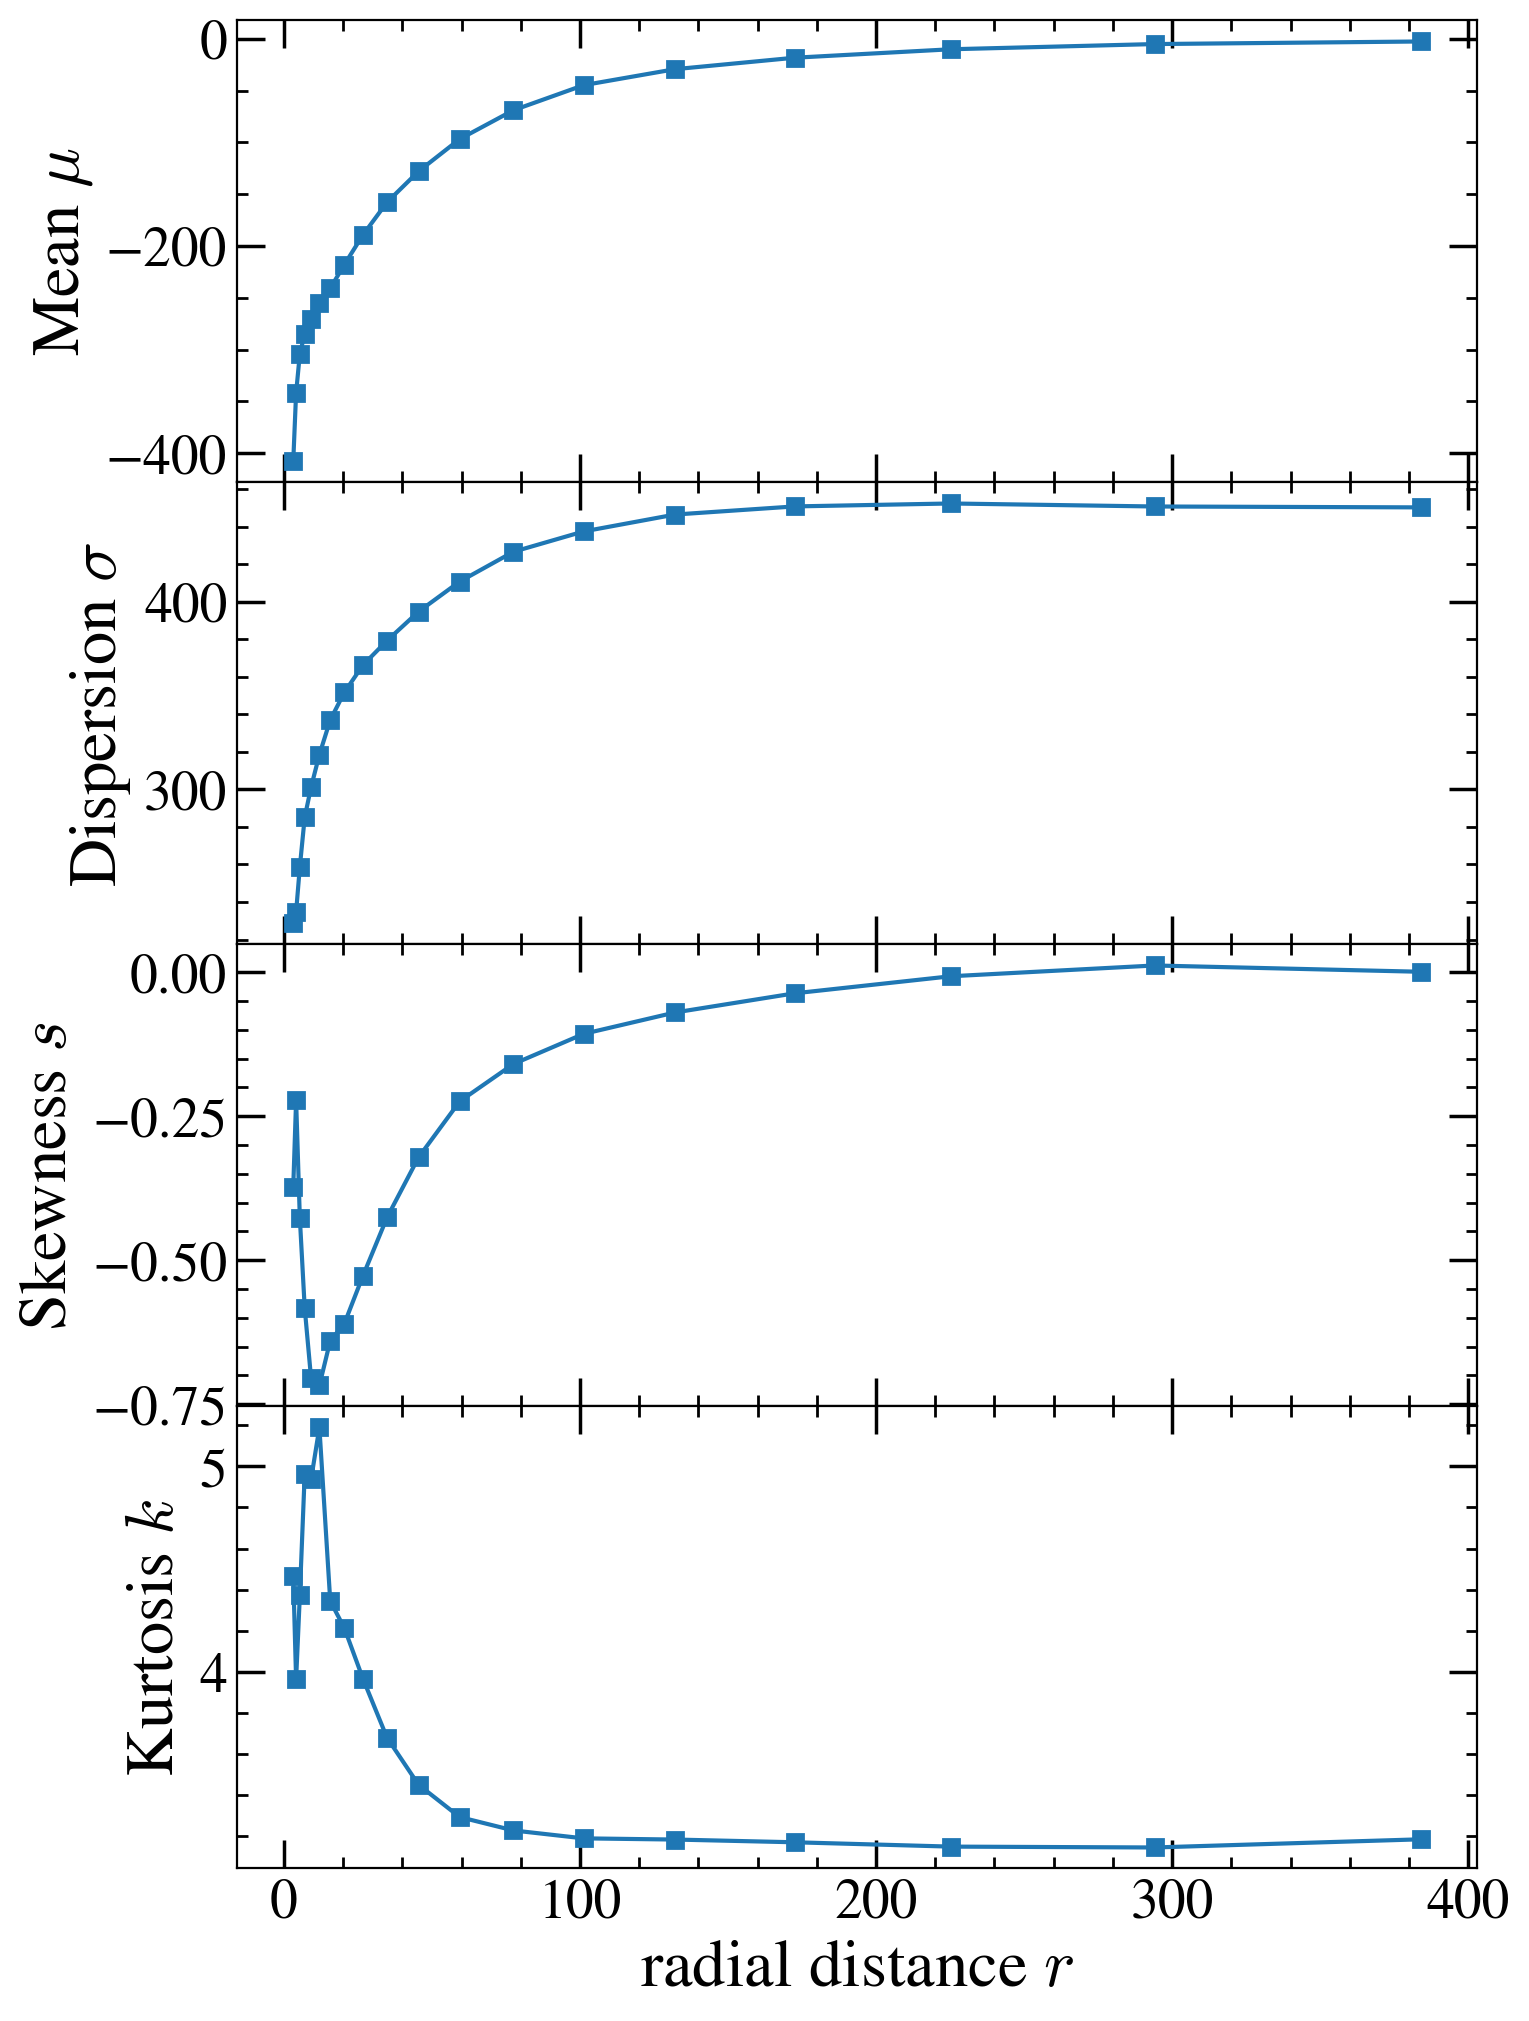 0
−200
−400
Mean μ
400
300
Dispersion σ
0.00
−0.25
−0.50
−0.75
Skewness s
5
4
Kurtosis k
0 100 200 300 400
radial distance r